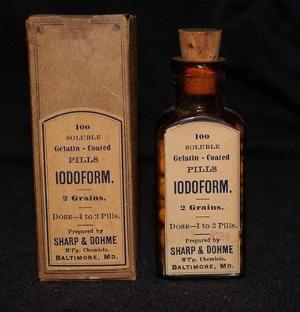 100
SOLUBLE
Gelatin - Coated
PILLS
IODOFORM.
2 Grains.
DOSE—1 to 2 Pills.
Prepared by
SHARP & DOHME
M'f'g. Chemists,
BALTIMORE, MD.
100
SOLUBLE
Gelatin - Coated
PILLS
IODOFORM.
2 Grains.
DOSE—1 to 2 Pills.
Prepared by
SHARP & DOHME
M'f'g. Chemists,
BALTIMORE, MD.